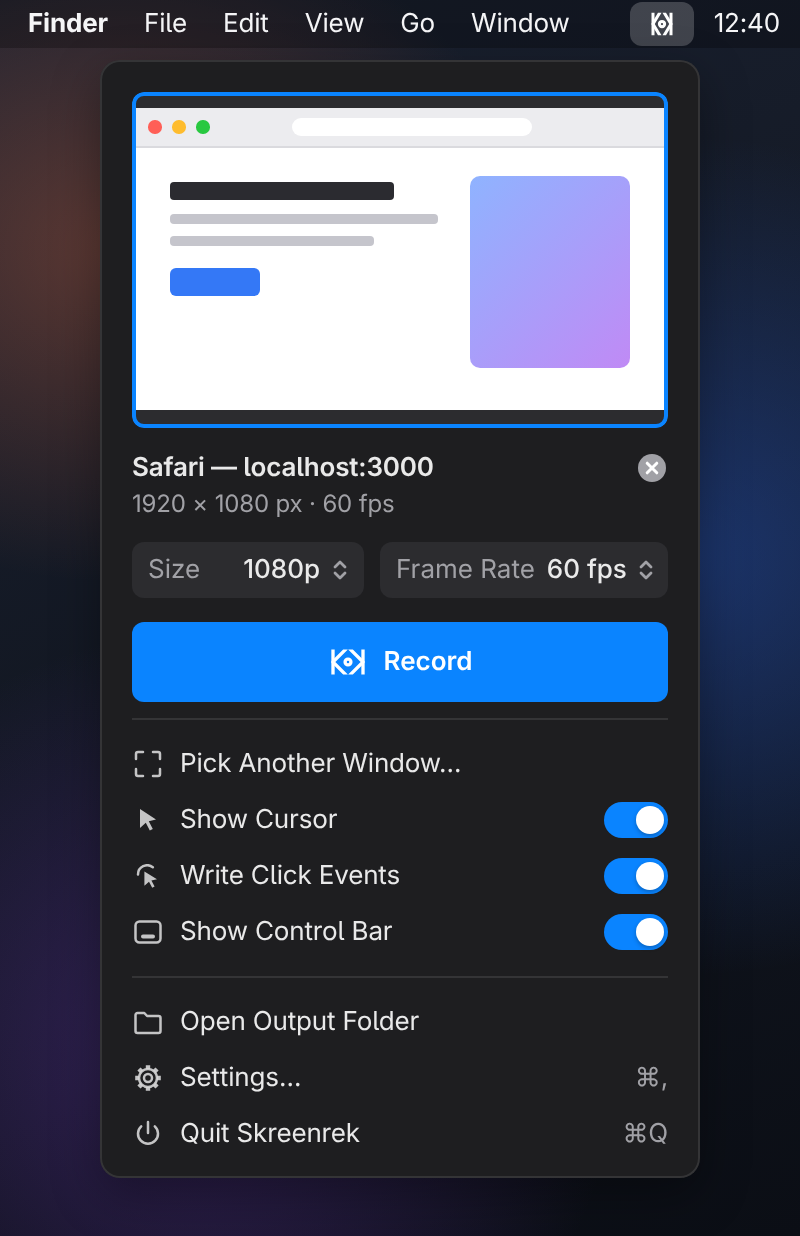 Finder File Edit View Go Window 12:40
Safari — localhost:3000
1920 × 1080 px · 60 fps
Size 1080p Frame Rate 60 fps
Record
Pick Another Window...
Show Cursor
Write Click Events
Show Control Bar
Open Output Folder
Settings... ⌘,
Quit Skreenrek ⌘Q